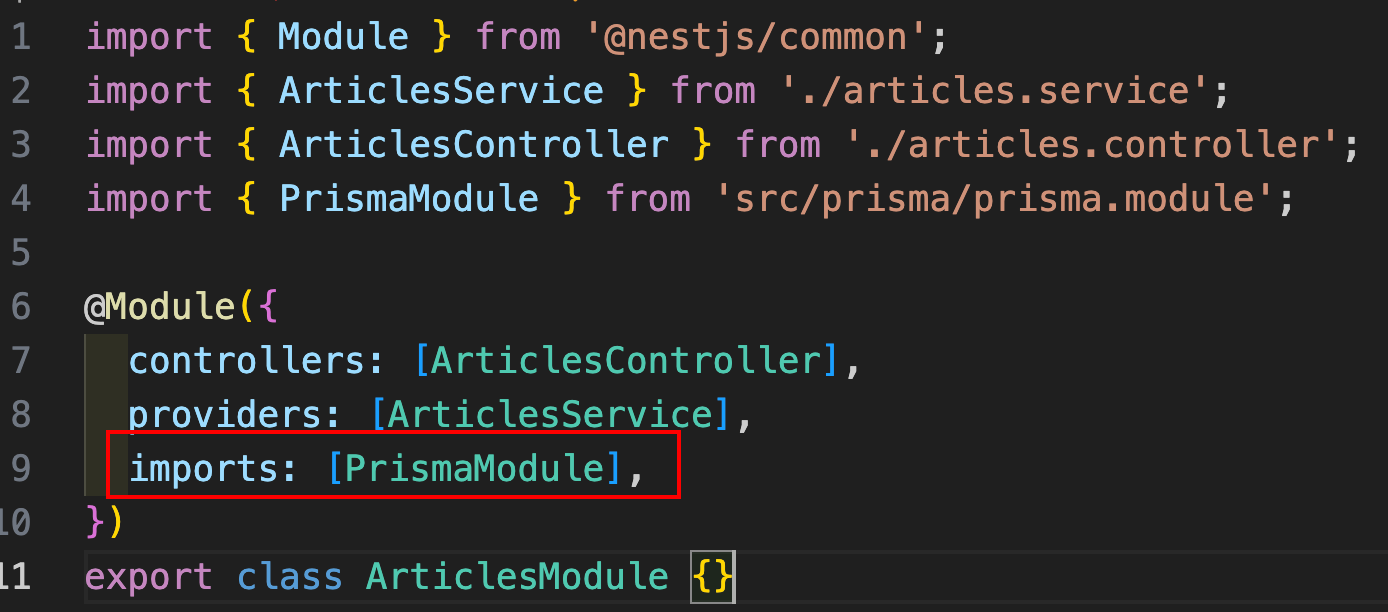 1 import { Module } from '@nestjs/common';
2 import { ArticlesService } from './articles.service';
3 import { ArticlesController } from './articles.controller';
4 import { PrismaModule } from 'src/prisma/prisma.module';
5
6 @Module({
7   controllers: [ArticlesController],
8   providers: [ArticlesService],
9   imports: [PrismaModule],
10 })
11 export class ArticlesModule {}